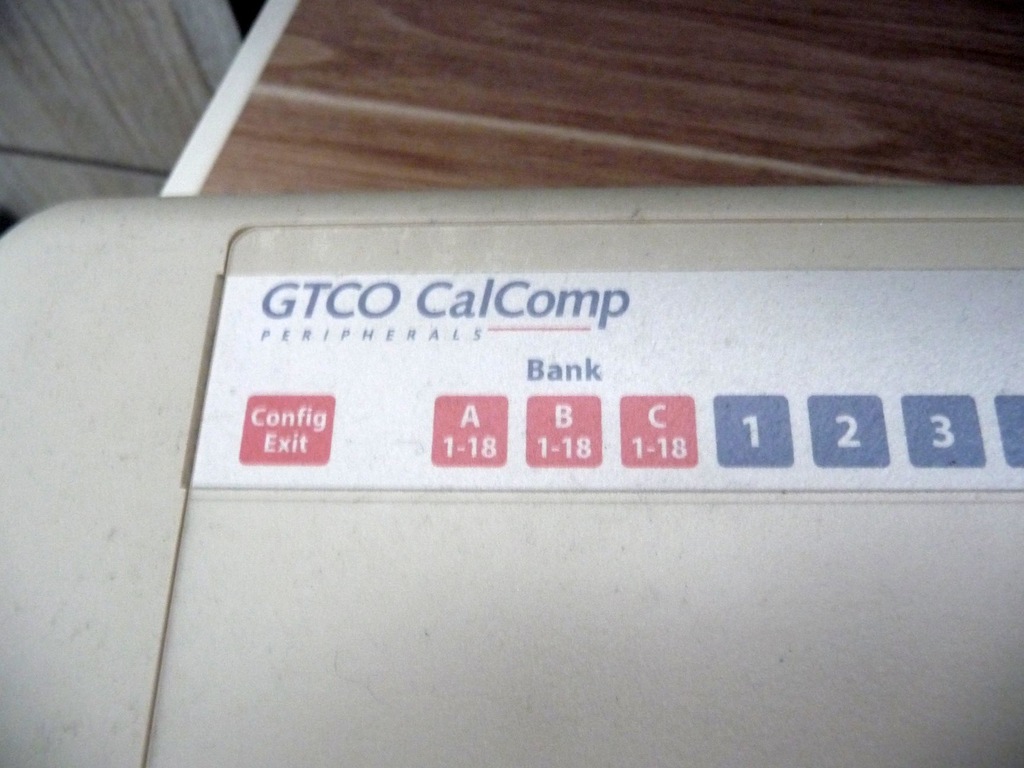 GTCO CalComp
PERIPHERALS
Bank
Config
Exit
A
1-18
B
1-18
C
1-18
1
2
3